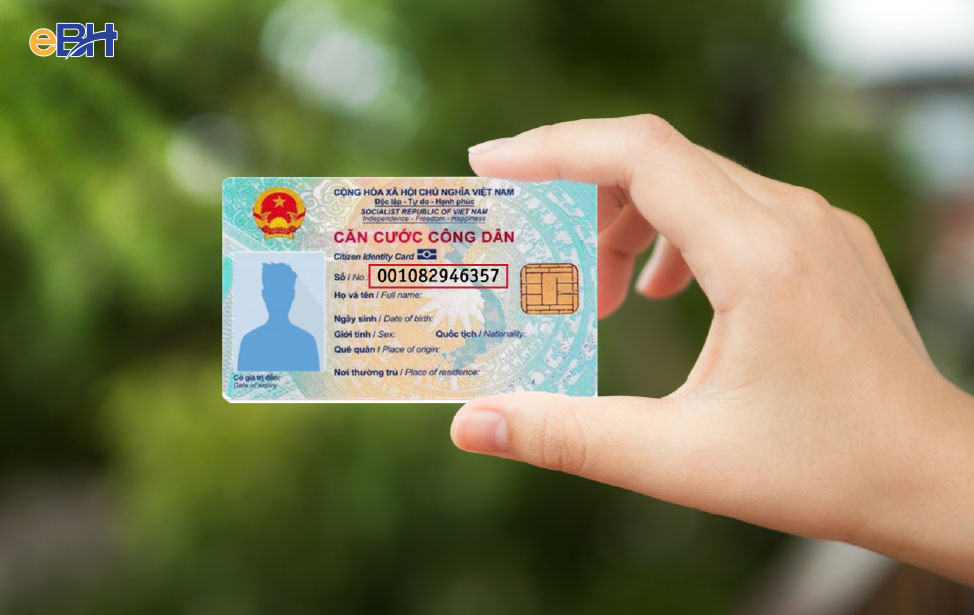 eBH
CỘNG HÒA XÃ HỘI CHỦ NGHĨA VIỆT NAM
Độc lập - Tự do - Hạnh phúc
SOCIALIST REPUBLIC OF VIET NAM
Independence - Freedom - Happiness
CĂN CƯỚC CÔNG DÂN
Citizen Identity Card
Số / No.: 001082946357
Họ và tên / Full name:
Ngày sinh / Date of birth:
Giới tính / Sex: Quốc tịch / Nationality:
Quê quán / Place of origin:
Nơi thường trú / Place of residence:
Có giá trị đến:
Date of expiry